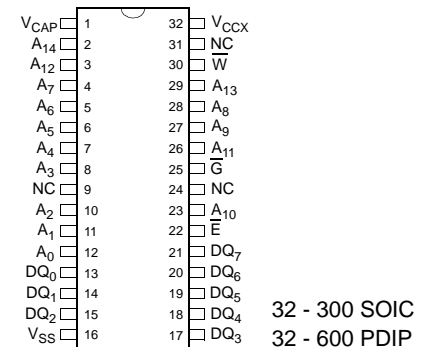 VCAP 1 32 VCCX
A14 2 31 NC
A12 3 30 W
A7 4 29 A13
A6 5 28 A8
A5 6 27 A9
A4 7 26 A11
A3 8 25 G
NC 9 24 NC
A2 10 23 A10
A1 11 22 E
A0 12 21 DQ7
DQ0 13 20 DQ6
DQ1 14 19 DQ5
DQ2 15 18 DQ4 32 - 300 SOIC
VSS 16 17 DQ3 32 - 600 PDIP